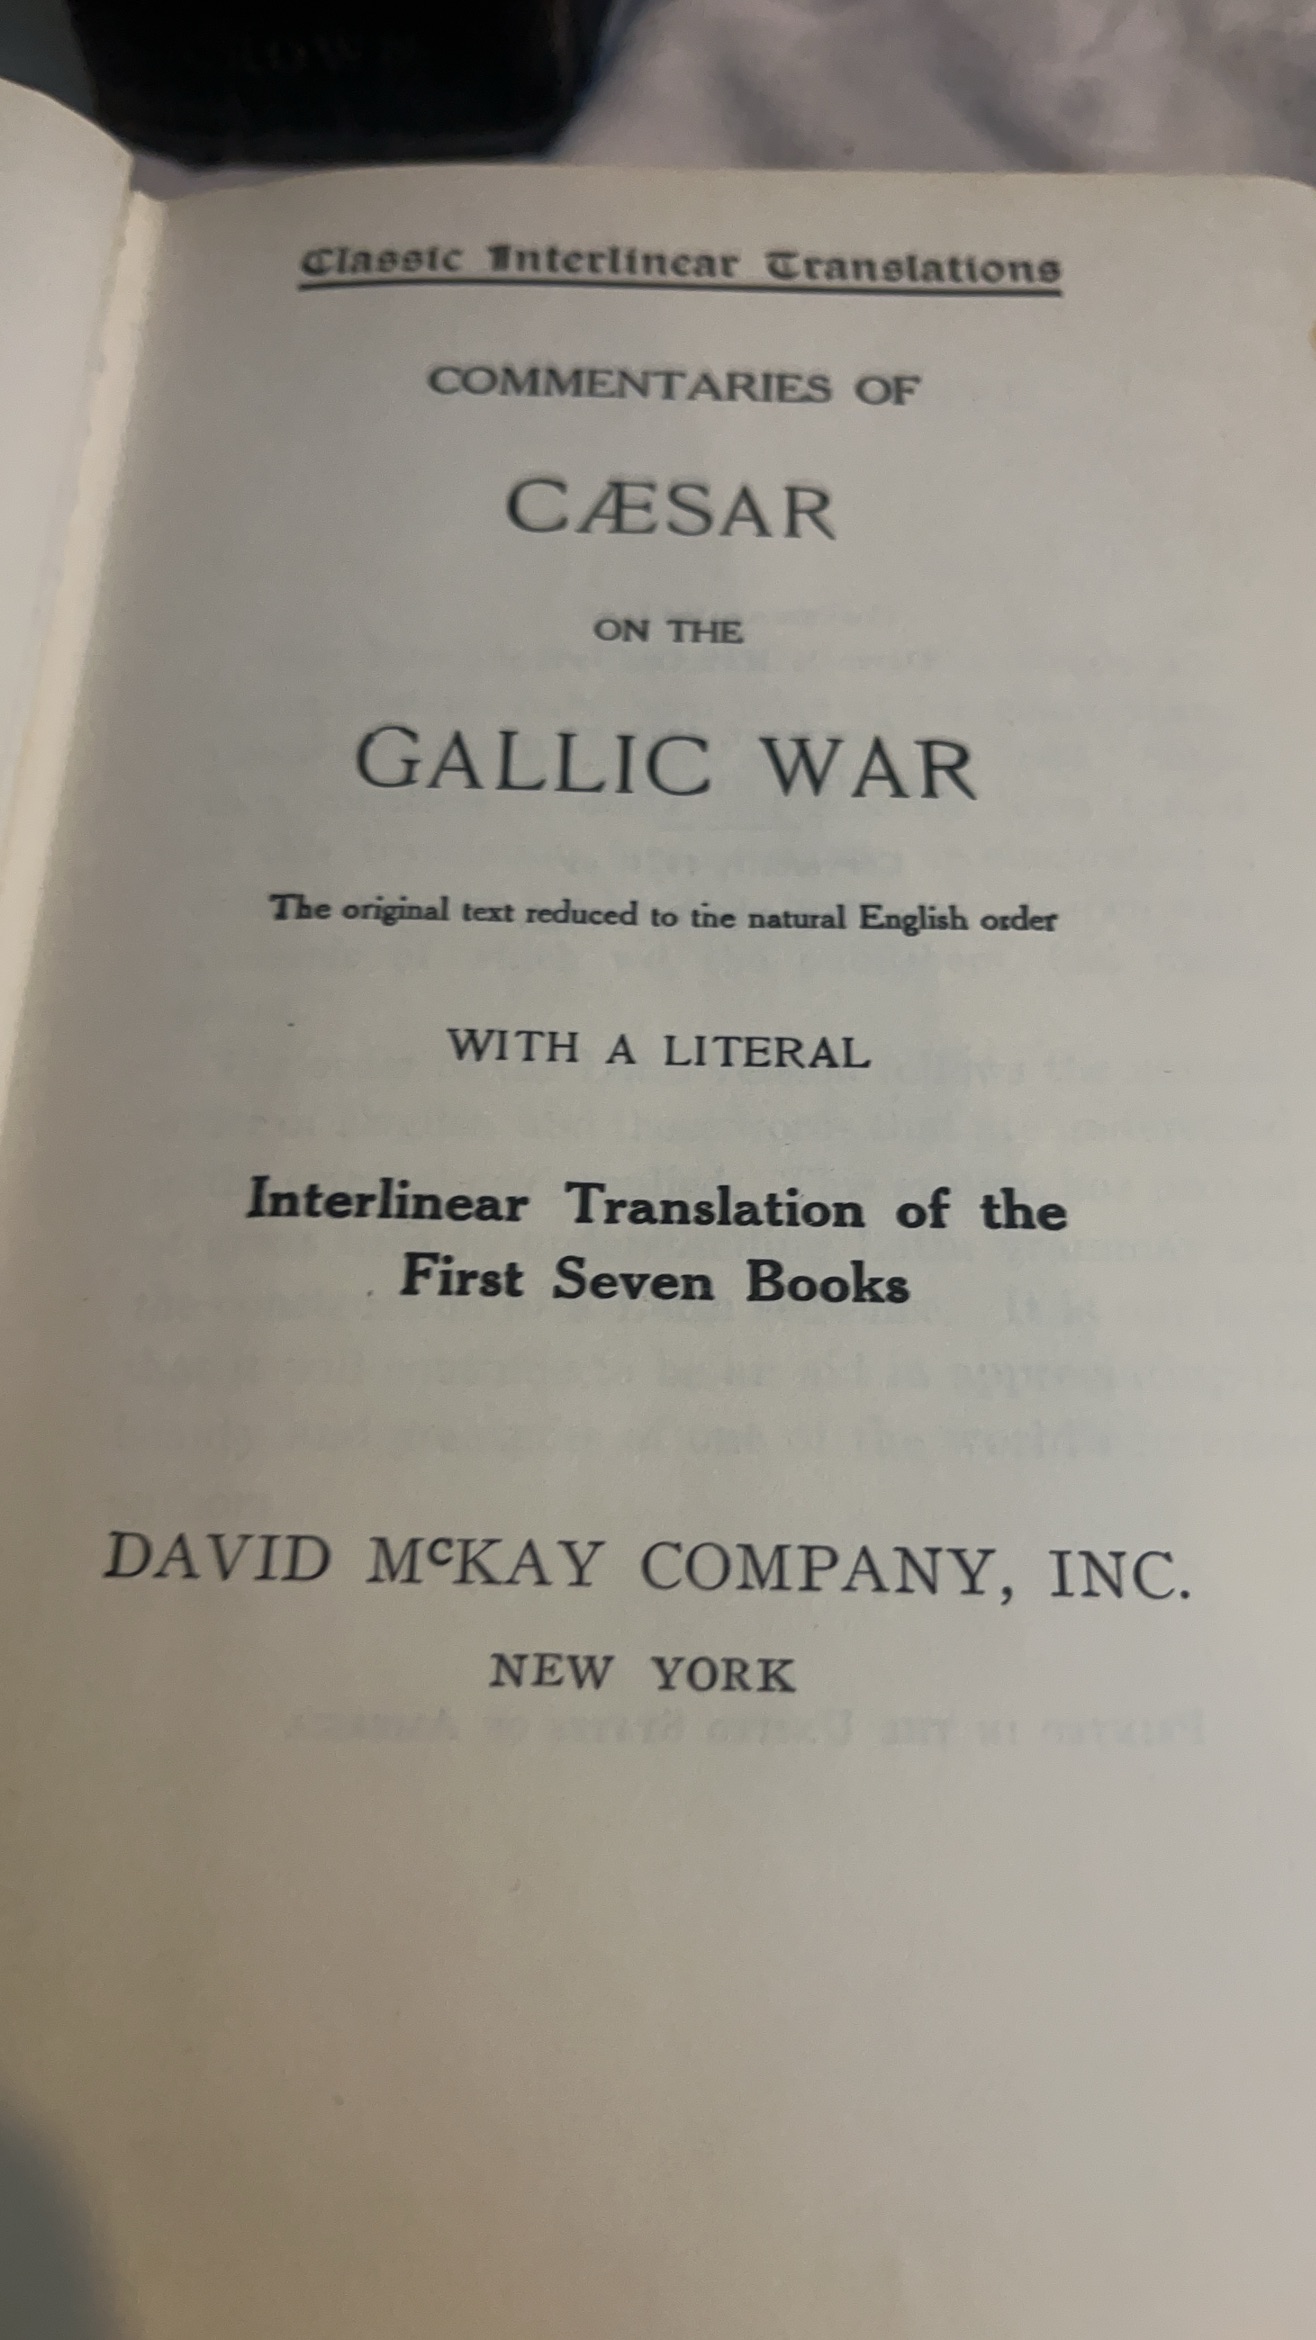 Classic Interlinear Translations
COMMENTARIES OF
CÆSAR
ON THE
GALLIC WAR
The original text reduced to the natural English order
WITH A LITERAL
Interlinear Translation of the
First Seven Books
DAVID McKAY COMPANY, INC.
NEW YORK